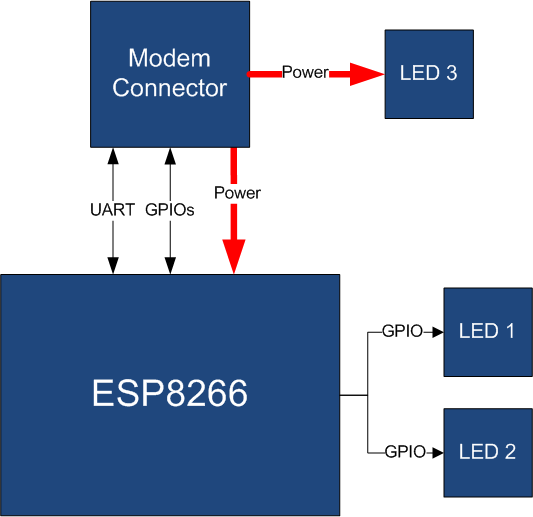 Modem
Connector
Power
LED 3
UART
GPIOs
Power
ESP8266
GPIO
LED 1
GPIO
LED 2